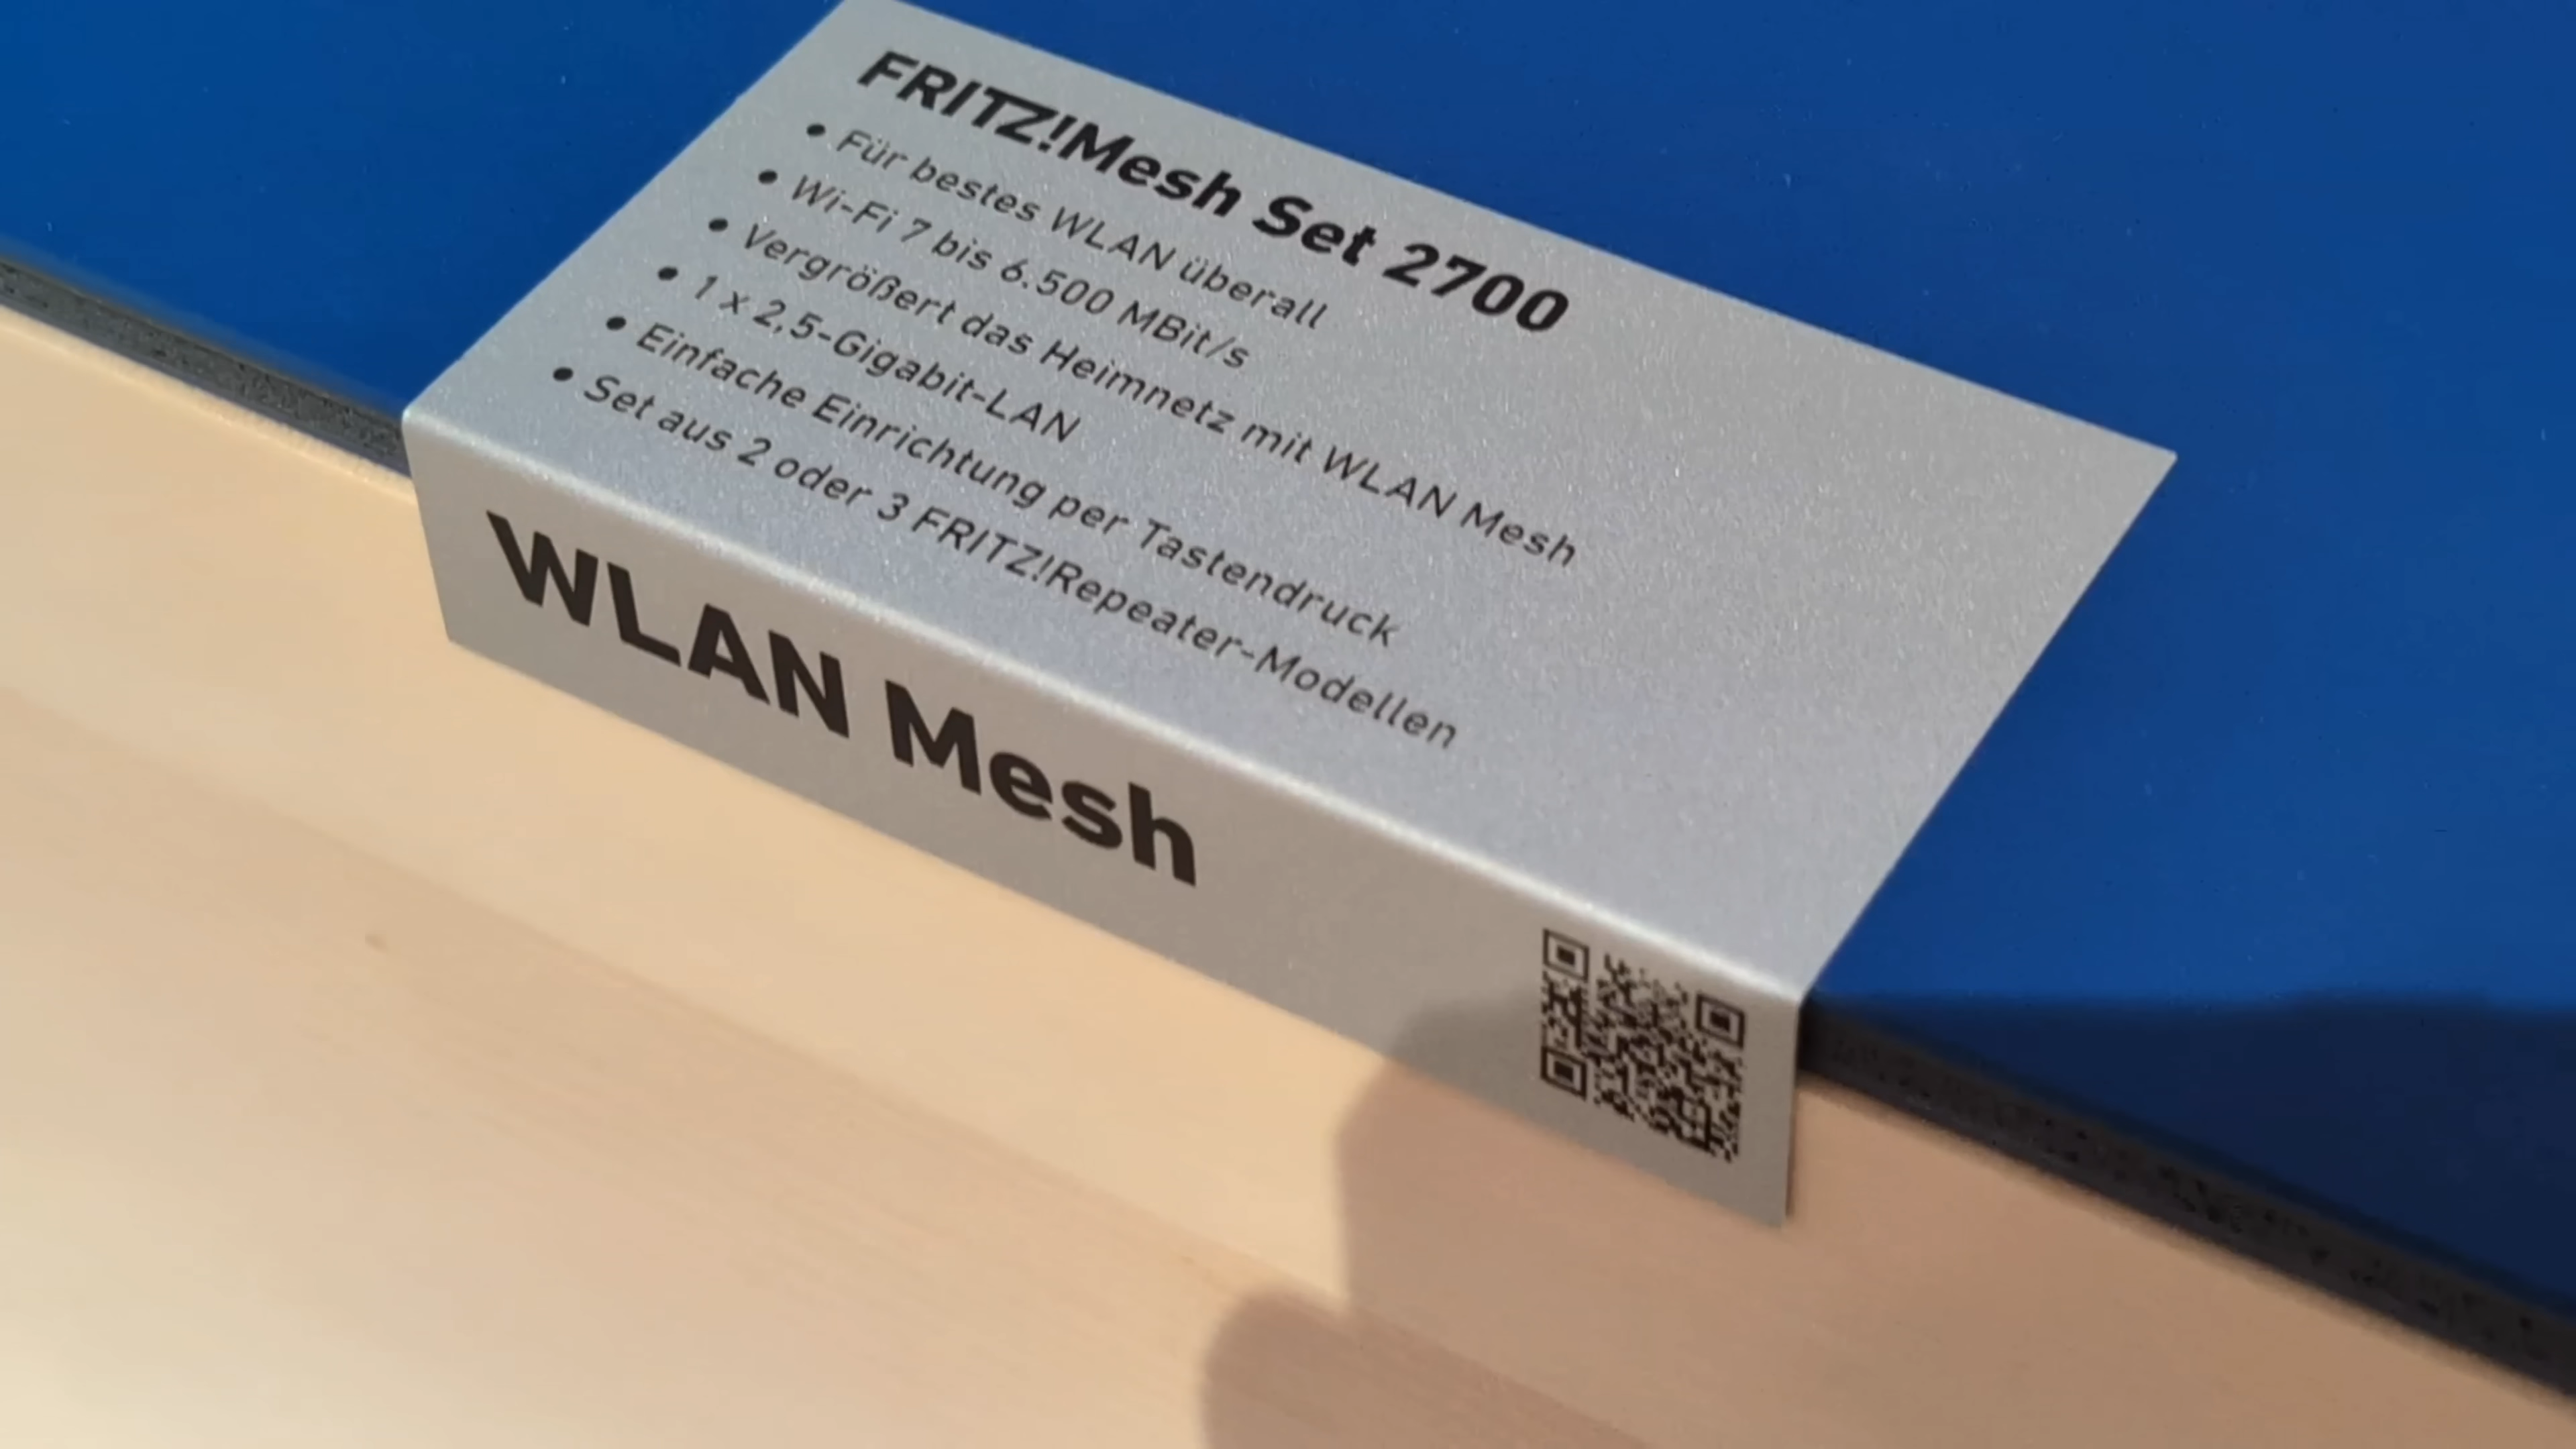 FRITZ!Mesh Set 2700
• Für bestes WLAN überall
• Wi-Fi 7 bis 6.500 MBit/s
• Vergrößert das Heimnetz mit WLAN Mesh
• 1 x 2,5-Gigabit-LAN
• Einfache Einrichtung per Tastendruck
• Set aus 2 oder 3 FRITZ!Repeater-Modellen
WLAN Mesh